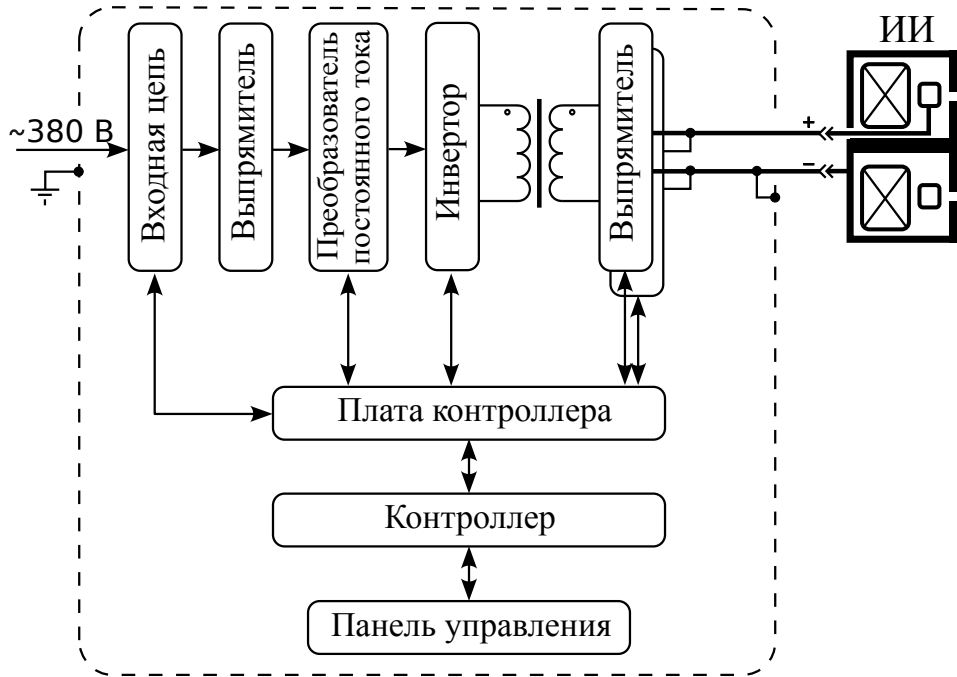 ИИ
~380 В
Входная цепь
Выпрямитель
Преобразователь
постоянного тока
Инвертор
Выпрямитель
+
−
Плата контроллера
Контроллер
Панель управления